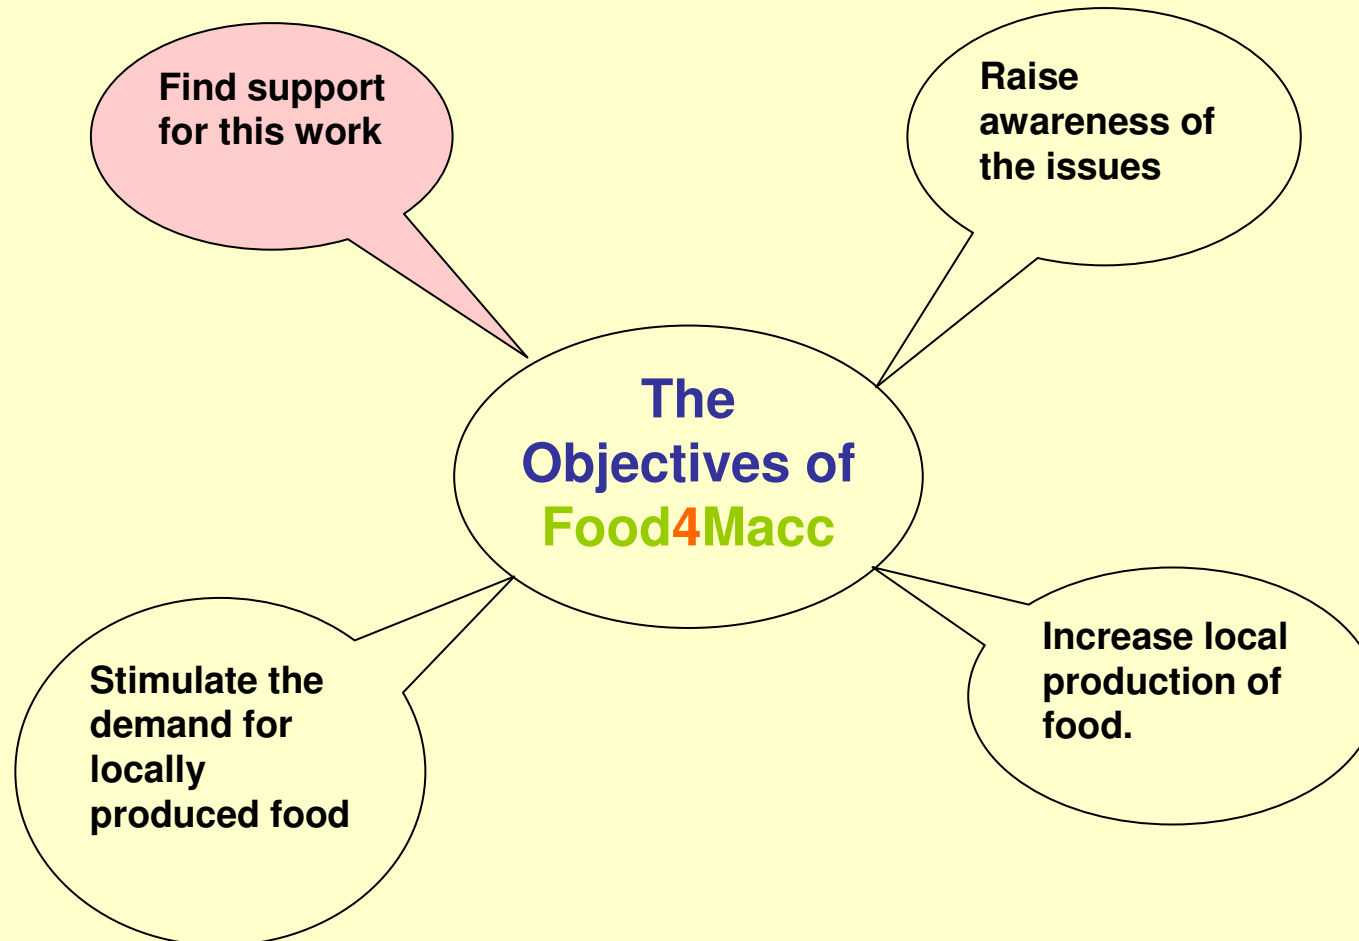 Find support
for this work
Raise
awareness of
the issues
The
Objectives of
Food4Macc
Stimulate the
demand for
locally
produced food
Increase local
production of
food.